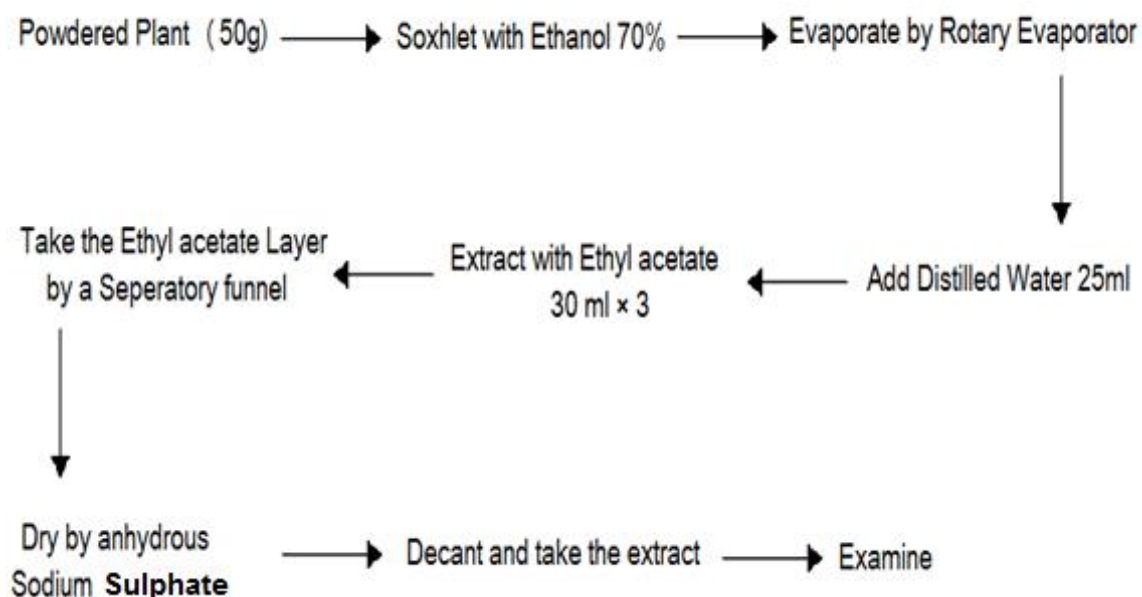 Powdered Plant ( 50g)
Soxhlet with Ethanol 70%
Evaporate by Rotary Evaporator
Add Distilled Water 25ml
Extract with Ethyl acetate
30 ml × 3
Take the Ethyl acetate Layer
by a Seperatory funnel
Dry by anhydrous
Sodium Sulphate
Decant and take the extract
Examine